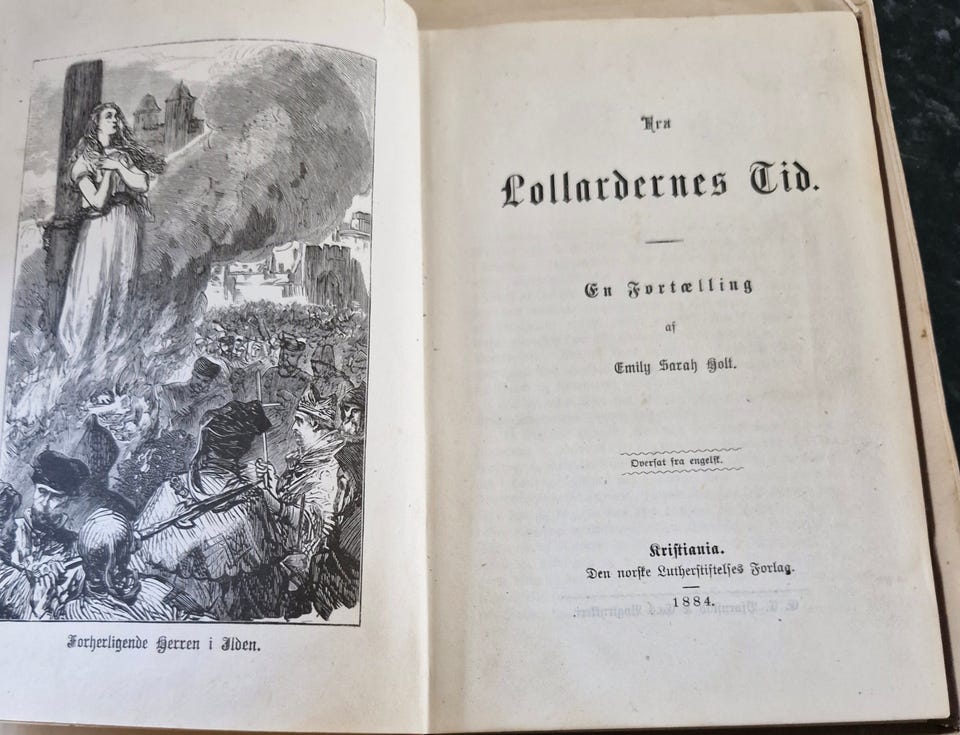 Forherligende Herren i Ilden.
Fra
Lollardernes Tid.
En Fortælling
af
Emily Sarah Holt.
Oversat fra engelsk.
Kristiania.
Den norske Lutherstiftelses Forlag.
1884.